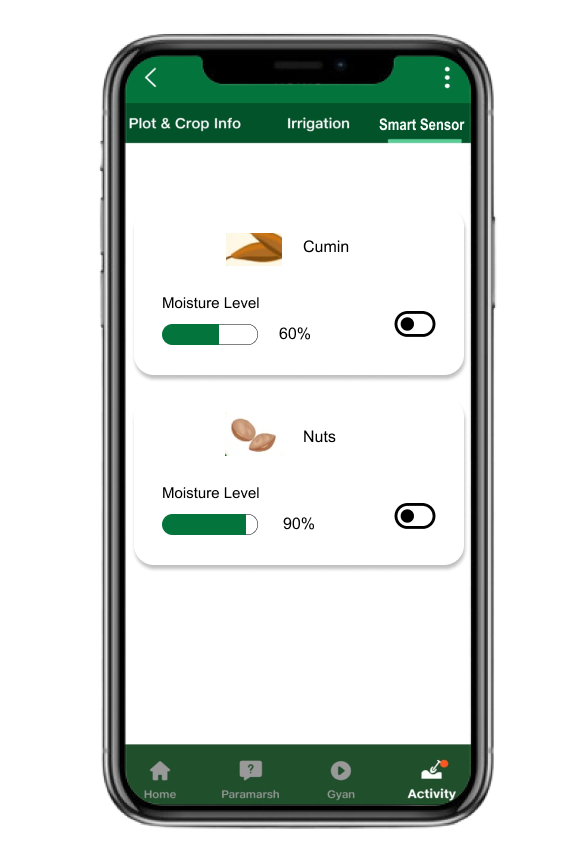 Plot & Crop Info Irrigation Smart Sensor
Cumin
Moisture Level
60%
Nuts
Moisture Level
90%
?
Home Paramarsh Gyan Activity